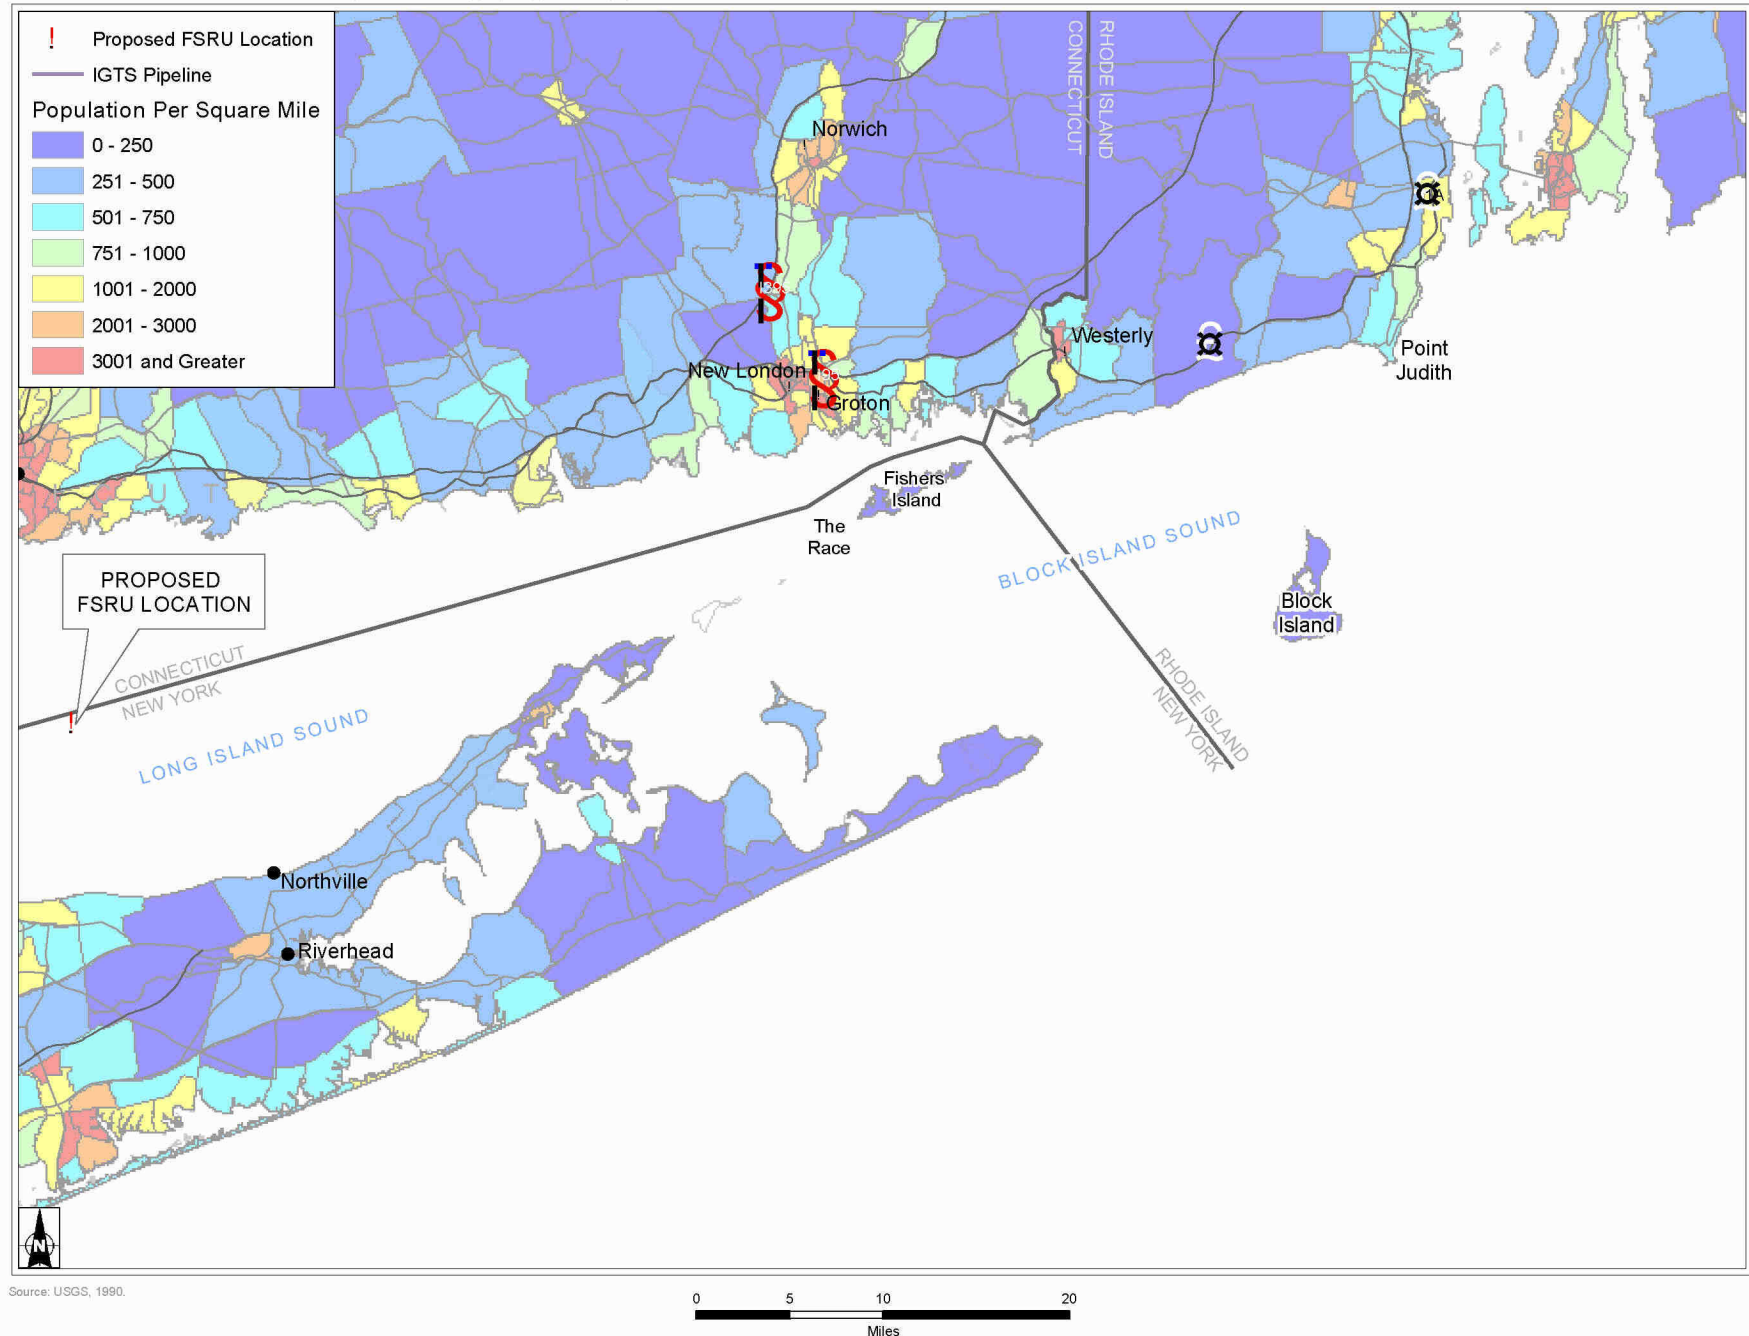 Proposed FSRU Location
IGTS Pipeline
Population Per Square Mile
0 - 250
251 - 500
501 - 750
751 - 1000
1001 - 2000
2001 - 3000
3001 and Greater
RHODE ISLAND
CONNECTICUT
Norwich
1A
Westerly
New London
95
Groton
Point
Judith
U T
Fishers
Island
The
Race
BLOCK ISLAND SOUND
Block
Island
PROPOSED
FSRU LOCATION
CONNECTICUT
NEW YORK
RHODE ISLAND
NEW YORK
LONG ISLAND SOUND
Northville
Riverhead
N
Source: USGS, 1990.
0 5 10 20
Miles